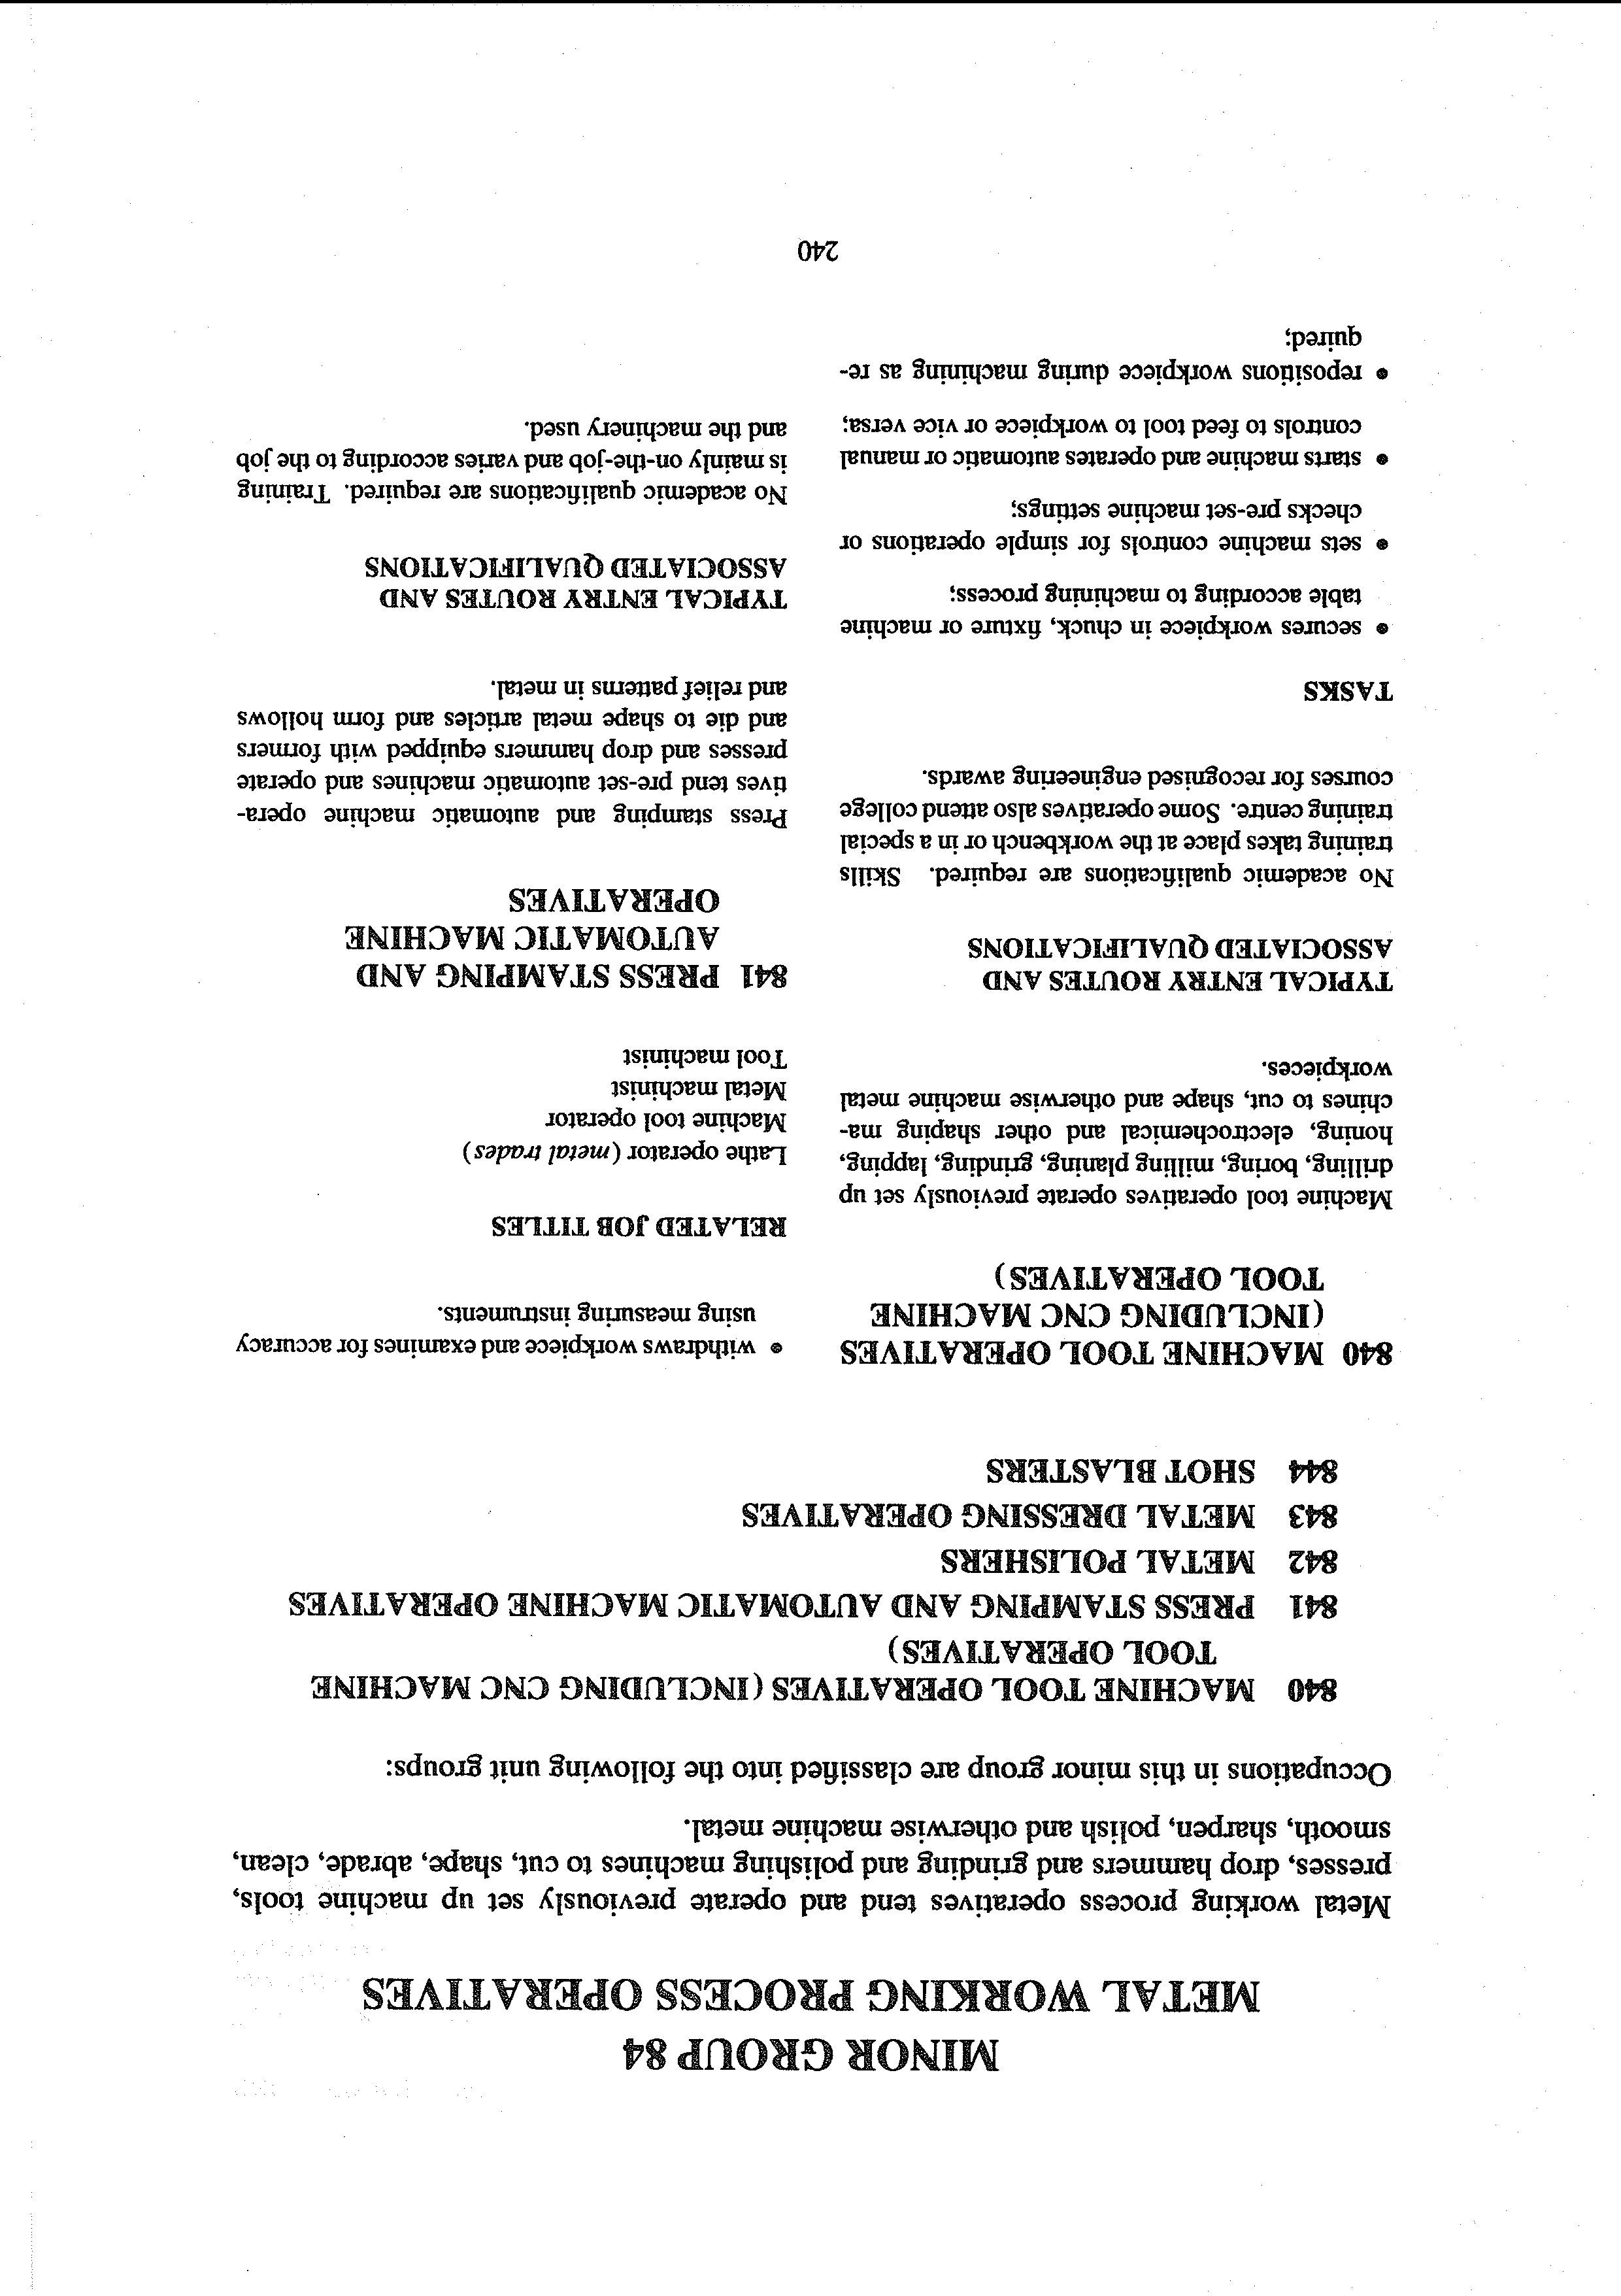 MINOR GROUP 84
METAL WORKING PROCESS OPERATIVES
Metal working process operatives tend and operate previously set up machine tools,
presses, drop hammers and grinding and polishing machines to cut, shape, abrade, clean,
smooth, sharpen, polish and otherwise machine metal.
Occupations in this minor group are classified into the following unit groups:
840 MACHINE TOOL OPERATIVES (INCLUDING CNC MACHINE
TOOL OPERATIVES)
841 PRESS STAMPING AND AUTOMATIC MACHINE OPERATIVES
842 METAL POLISHERS
843 METAL DRESSING OPERATIVES
844 SHOT BLASTERS
840 MACHINE TOOL OPERATIVES
(INCLUDING CNC MACHINE
TOOL OPERATIVES)
Machine tool operatives operate previously set up
drilling, boring, milling planing, grinding, lapping,
honing, electrochemical and other shaping ma-
chines to cut, shape and otherwise machine metal
workpieces.
TYPICAL ENTRY ROUTES AND
ASSOCIATED QUALIFICATIONS
No academic qualifications are required. Skills
training takes place at the workbench or in a special
training centre. Some operatives also attend college
courses for recognised engineering awards.
TASKS
• secures workpiece in chuck, fixture or machine
table according to machining process;
• sets machine controls for simple operations or
checks pre-set machine settings;
• starts machine and operates automatic or manual
controls to feed tool to workpiece or vice versa;
• repositions workpiece during machining as re-
quired;
• withdraws workpiece and examines for accuracy
using measuring instruments.
RELATED JOB TITLES
Lathe operator (metal trades)
Machine tool operator
Metal machinist
Tool machinist
841 PRESS STAMPING AND
AUTOMATIC MACHINE
OPERATIVES
Press stamping and automatic machine opera-
tives tend pre-set automatic machines and operate
presses and drop hammers equipped with formers
and die to shape metal articles and form hollows
and relief patterns in metal.
TYPICAL ENTRY ROUTES AND
ASSOCIATED QUALIFICATIONS
No academic qualifications are required. Training
is mainly on-the-job and varies according to the job
and the machinery used.
240